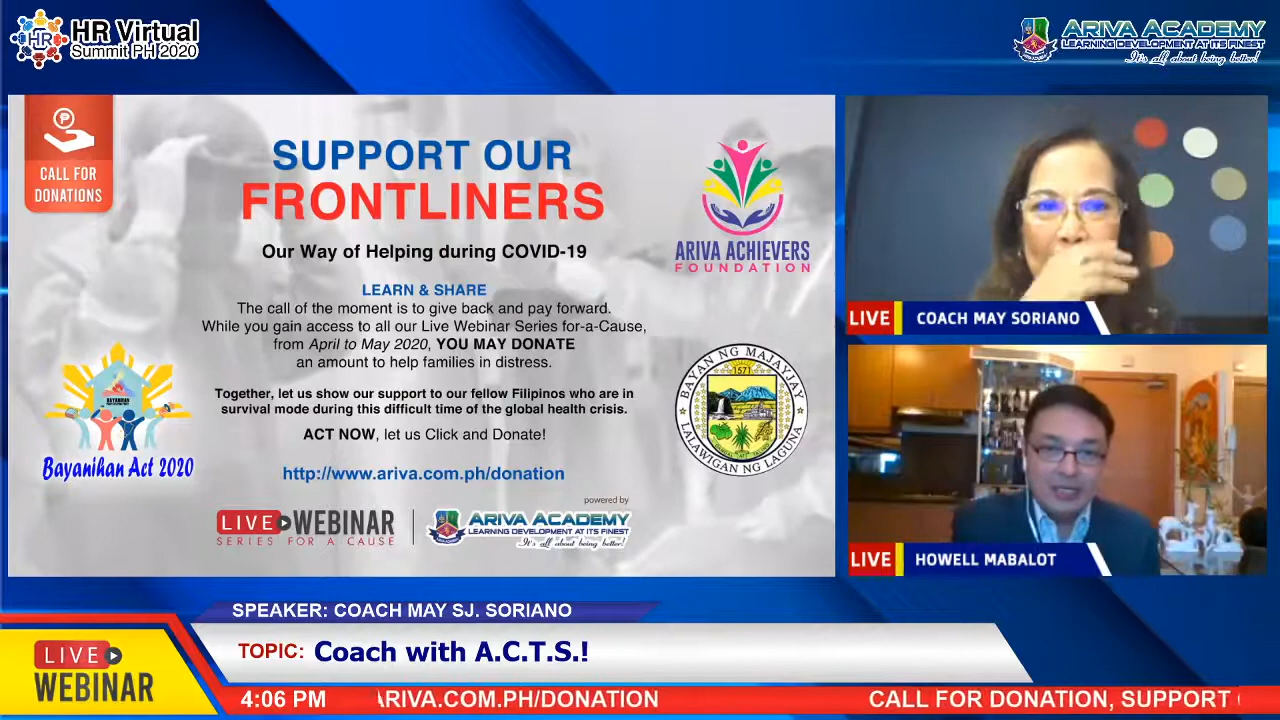 HR Virtual
Summit PH 2020
HR
ARIVA ACADEMY
LEARNING DEVELOPMENT AT ITS FINEST
It's all about being better!
CALL FOR
DONATIONS
SUPPORT OUR
FRONTLINERS
Our Way of Helping during COVID-19
LEARN & SHARE
The call of the moment is to give back and pay forward.
While you gain access to all our Live Webinar Series for-a-Cause,
from April to May 2020, YOU MAY DONATE
an amount to help families in distress.
Together, let us show our support to our fellow Filipinos who are in
survival mode during this difficult time of the global health crisis.
ACT NOW, let us Click and Donate!
http://www.ariva.com.ph/donation
powered by
LIVE WEBINAR
SERIES FOR A CAUSE
ARIVA ACADEMY
LEARNING DEVELOPMENT AT ITS FINEST
It's all about being better!
Bayanihan Act 2020
ARIVA ACHIEVERS
FOUNDATION
BAYAN NG MAJAYJAY
1571
LALAWIGAN NG LAGUNA
LIVE COACH MAY SORIANO
LIVE HOWELL MABALOT
SPEAKER: COACH MAY SJ. SORIANO
TOPIC: Coach with A.C.T.S.!
LIVE
WEBINAR
4:06 PM ARIVA.COM.PH/DONATION CALL FOR DONATION, SUPPORT